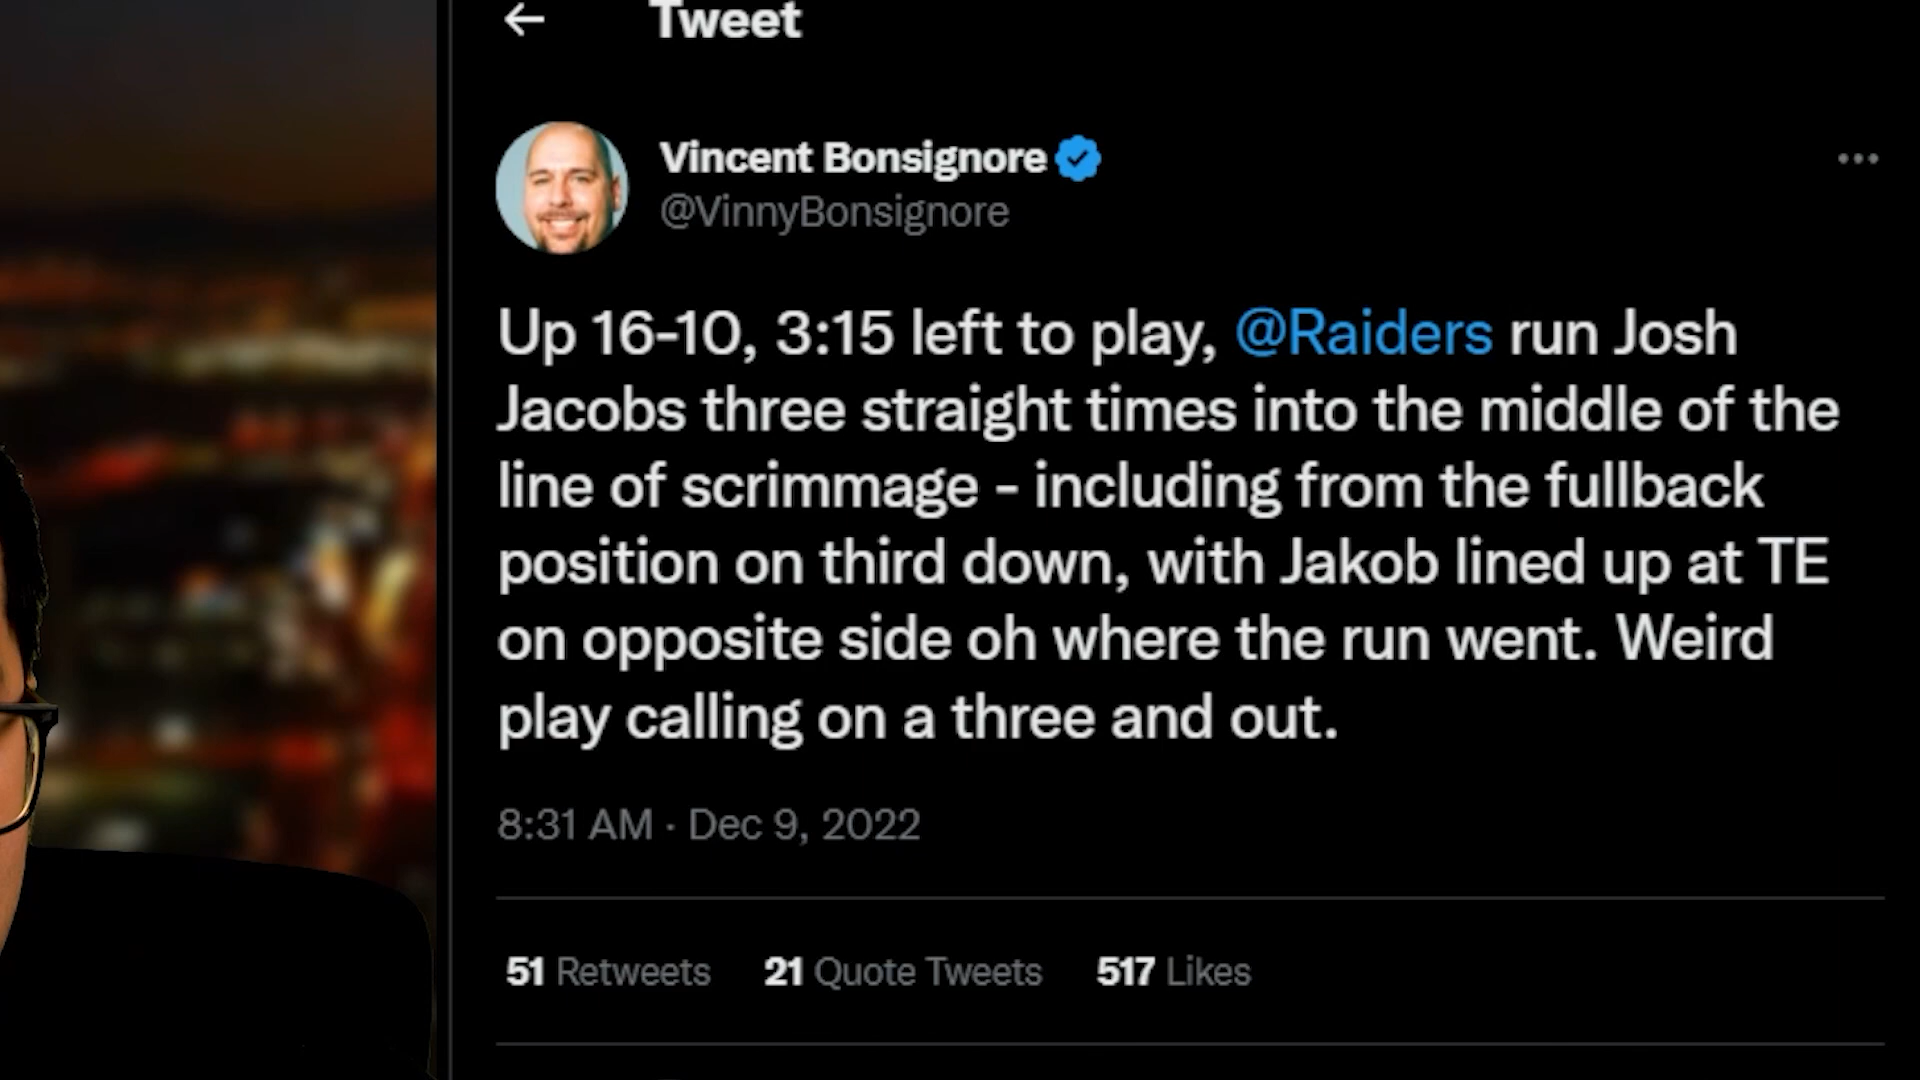 Tweet
Vincent Bonsignore
@VinnyBonsignore
Up 16-10, 3:15 left to play, @Raiders run Josh
Jacobs three straight times into the middle of the
line of scrimmage - including from the fullback
position on third down, with Jakob lined up at TE
on opposite side oh where the run went. Weird
play calling on a three and out.
8:31 AM · Dec 9, 2022
51 Retweets 21 Quote Tweets 517 Likes